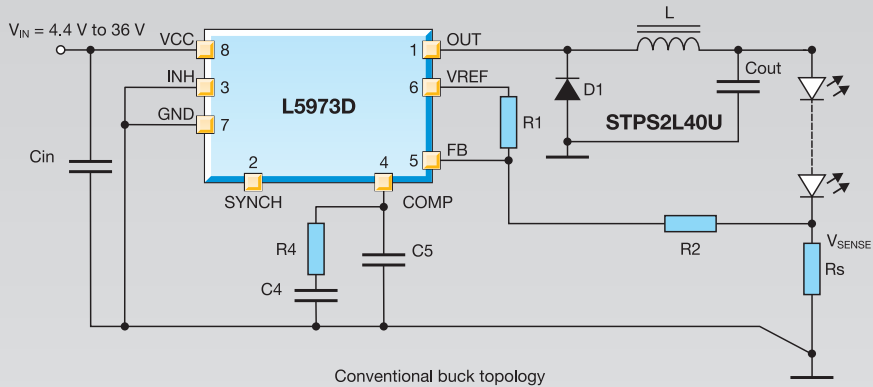 V_IN = 4.4 V to 36 V
VCC
8
INH
3
GND
7
L5973D
1
OUT
6
VREF
5
FB
2
SYNCH
4
COMP
Cin
R4
C4
C5
R1
D1
STPS2L40U
L
Cout
R2
V_SENSE
Rs
Conventional buck topology